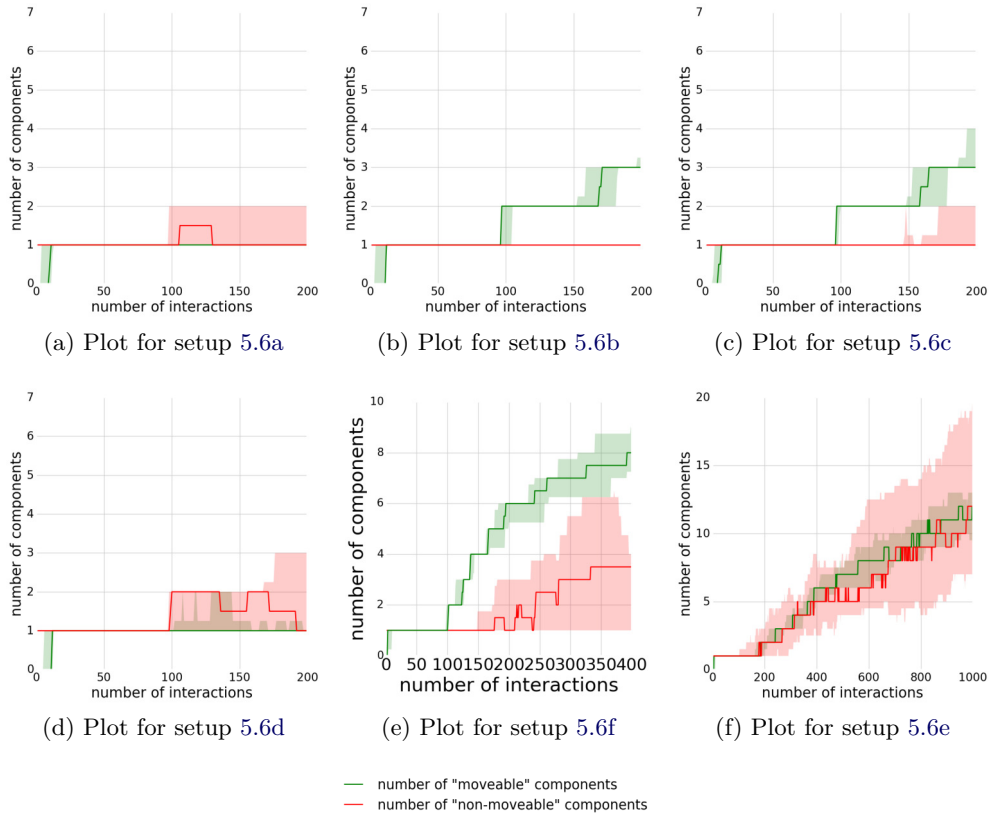 7
6
5
4
3
2
1
0
number of components
0 50 100 150 200
number of interactions
(a) Plot for setup 5.6a
7
6
5
4
3
2
1
0
number of components
0 50 100 150 200
number of interactions
(b) Plot for setup 5.6b
7
6
5
4
3
2
1
0
number of components
0 50 100 150 200
number of interactions
(c) Plot for setup 5.6c
7
6
5
4
3
2
1
0
number of components
0 50 100 150 200
number of interactions
(d) Plot for setup 5.6d
10
8
6
4
2
0
number of components
0 50 100 150 200 250 300 350 400
number of interactions
(e) Plot for setup 5.6f
20
15
10
5
0
number of components
0 200 400 600 800 1000
number of interactions
(f) Plot for setup 5.6e
number of "moveable" components
number of "non-moveable" components